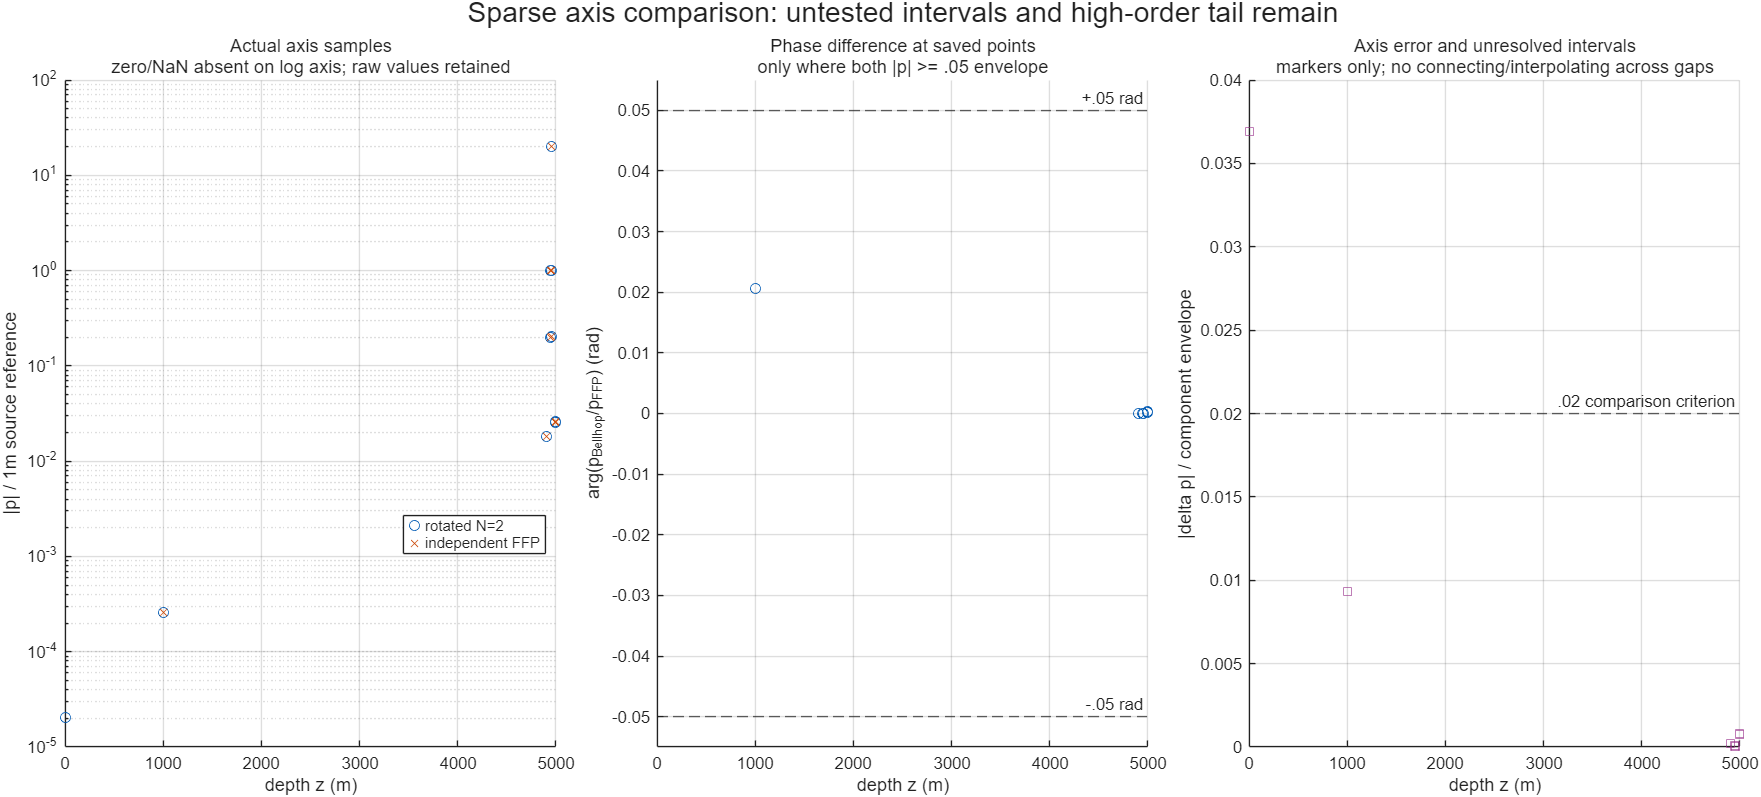 Sparse axis comparison: untested intervals and high-order tail remain
Actual axis samples
zero/NaN absent on log axis; raw values retained
|p| / 1m source reference
10^2
10^1
10^0
10^-1
10^-2
10^-3
10^-4
10^-5
rotated N=2
independent FFP
0 1000 2000 3000 4000 5000
depth z (m)
Phase difference at saved points
only where both |p| >= .05 envelope
arg(p_Bellhop/p_FFP) (rad)
+.05 rad
0.05
0.04
0.03
0.02
0.01
0
-0.01
-0.02
-0.03
-0.04
-0.05
-.05 rad
0 1000 2000 3000 4000 5000
depth z (m)
Axis error and unresolved intervals
markers only; no connecting/interpolating across gaps
|delta p| / component envelope
0.04
0.035
0.03
0.025
0.02
.02 comparison criterion
0.015
0.01
0.005
0
0 1000 2000 3000 4000 5000
depth z (m)